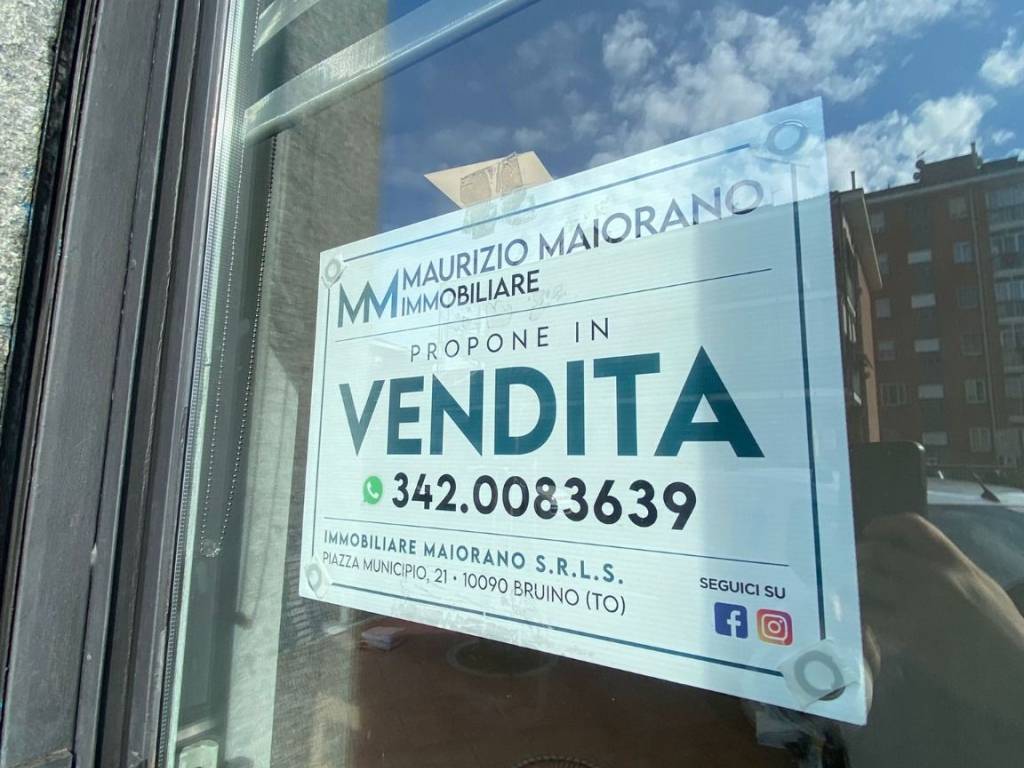 MM MAURIZIO MAIORANO
IMMOBILIARE
PROPONE IN
VENDITA
342.0083639
IMMOBILIARE MAIORANO S.R.L.S.
PIAZZA MUNICIPIO, 21 • 10090 BRUINO (TO)
SEGUICI SU